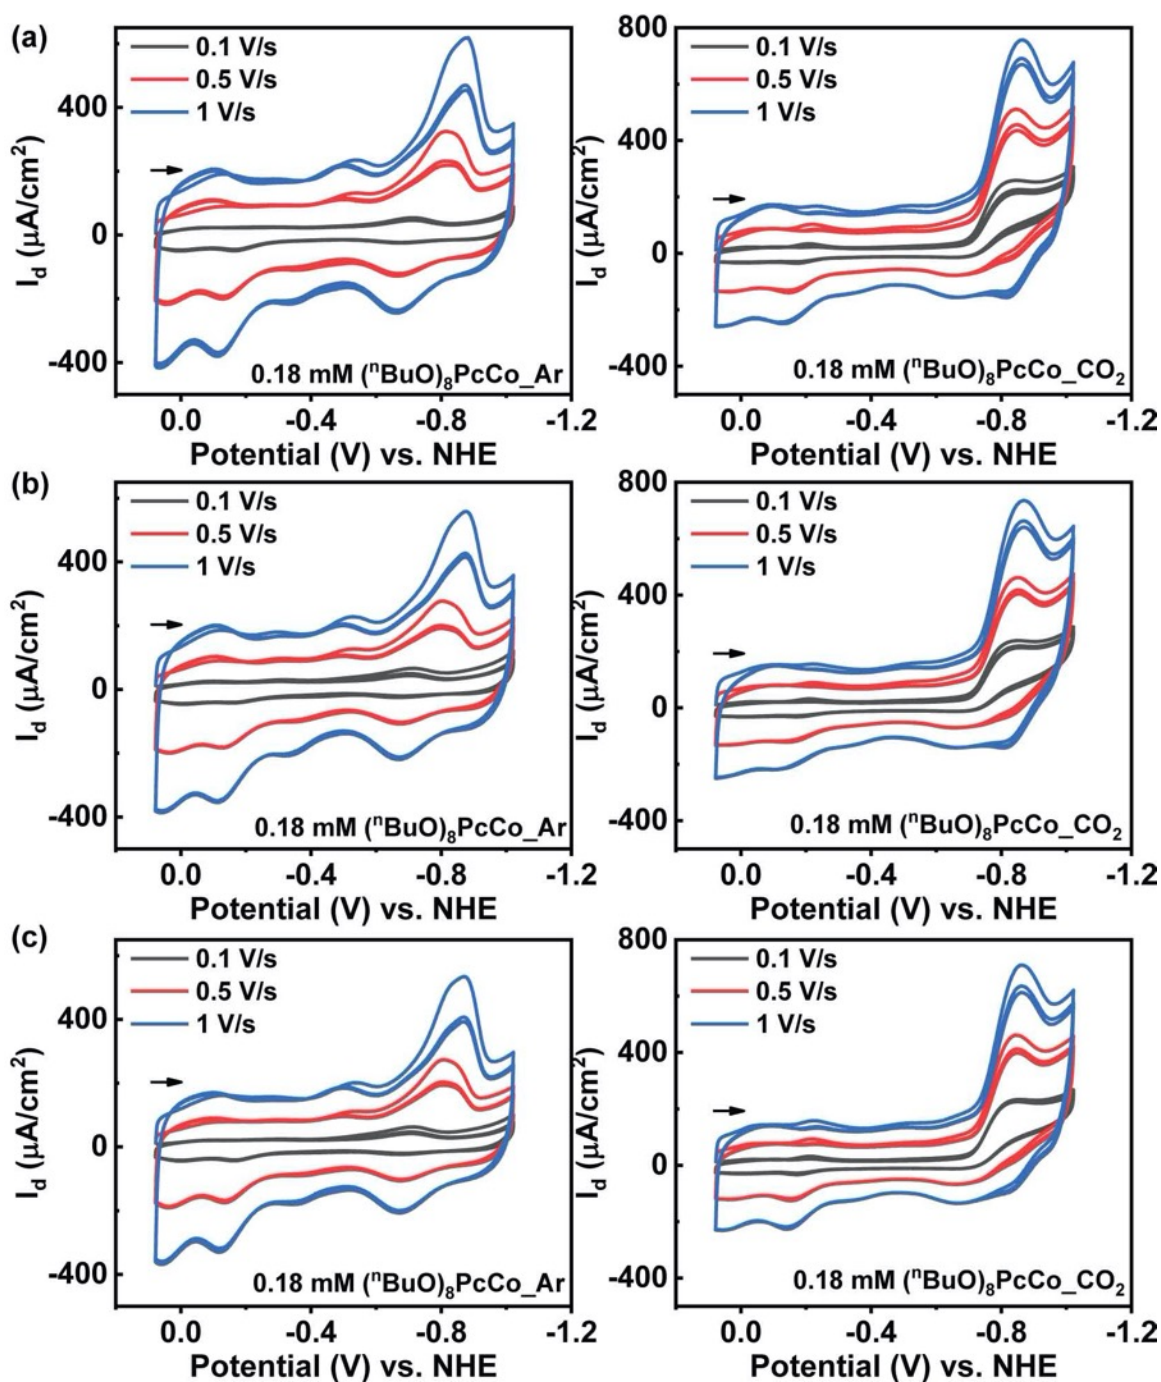 (a)
0.1 V/s
0.5 V/s
1 V/s
I_d (μA/cm²)
400
0
-400
0.18 mM (ⁿBuO)₈PcCo_Ar
0.0 -0.4 -0.8 -1.2
Potential (V) vs. NHE
0.1 V/s
0.5 V/s
1 V/s
I_d (μA/cm²)
800
400
0
-400
0.18 mM (ⁿBuO)₈PcCo_CO₂
0.0 -0.4 -0.8 -1.2
Potential (V) vs. NHE
(b)
0.1 V/s
0.5 V/s
1 V/s
I_d (μA/cm²)
400
0
-400
0.18 mM (ⁿBuO)₈PcCo_Ar
0.0 -0.4 -0.8 -1.2
Potential (V) vs. NHE
0.1 V/s
0.5 V/s
1 V/s
I_d (μA/cm²)
800
400
0
-400
0.18 mM (ⁿBuO)₈PcCo_CO₂
0.0 -0.4 -0.8 -1.2
Potential (V) vs. NHE
(c)
0.1 V/s
0.5 V/s
1 V/s
I_d (μA/cm²)
400
0
-400
0.18 mM (ⁿBuO)₈PcCo_Ar
0.0 -0.4 -0.8 -1.2
Potential (V) vs. NHE
0.1 V/s
0.5 V/s
1 V/s
I_d (μA/cm²)
800
400
0
-400
0.18 mM (ⁿBuO)₈PcCo_CO₂
0.0 -0.4 -0.8 -1.2
Potential (V) vs. NHE